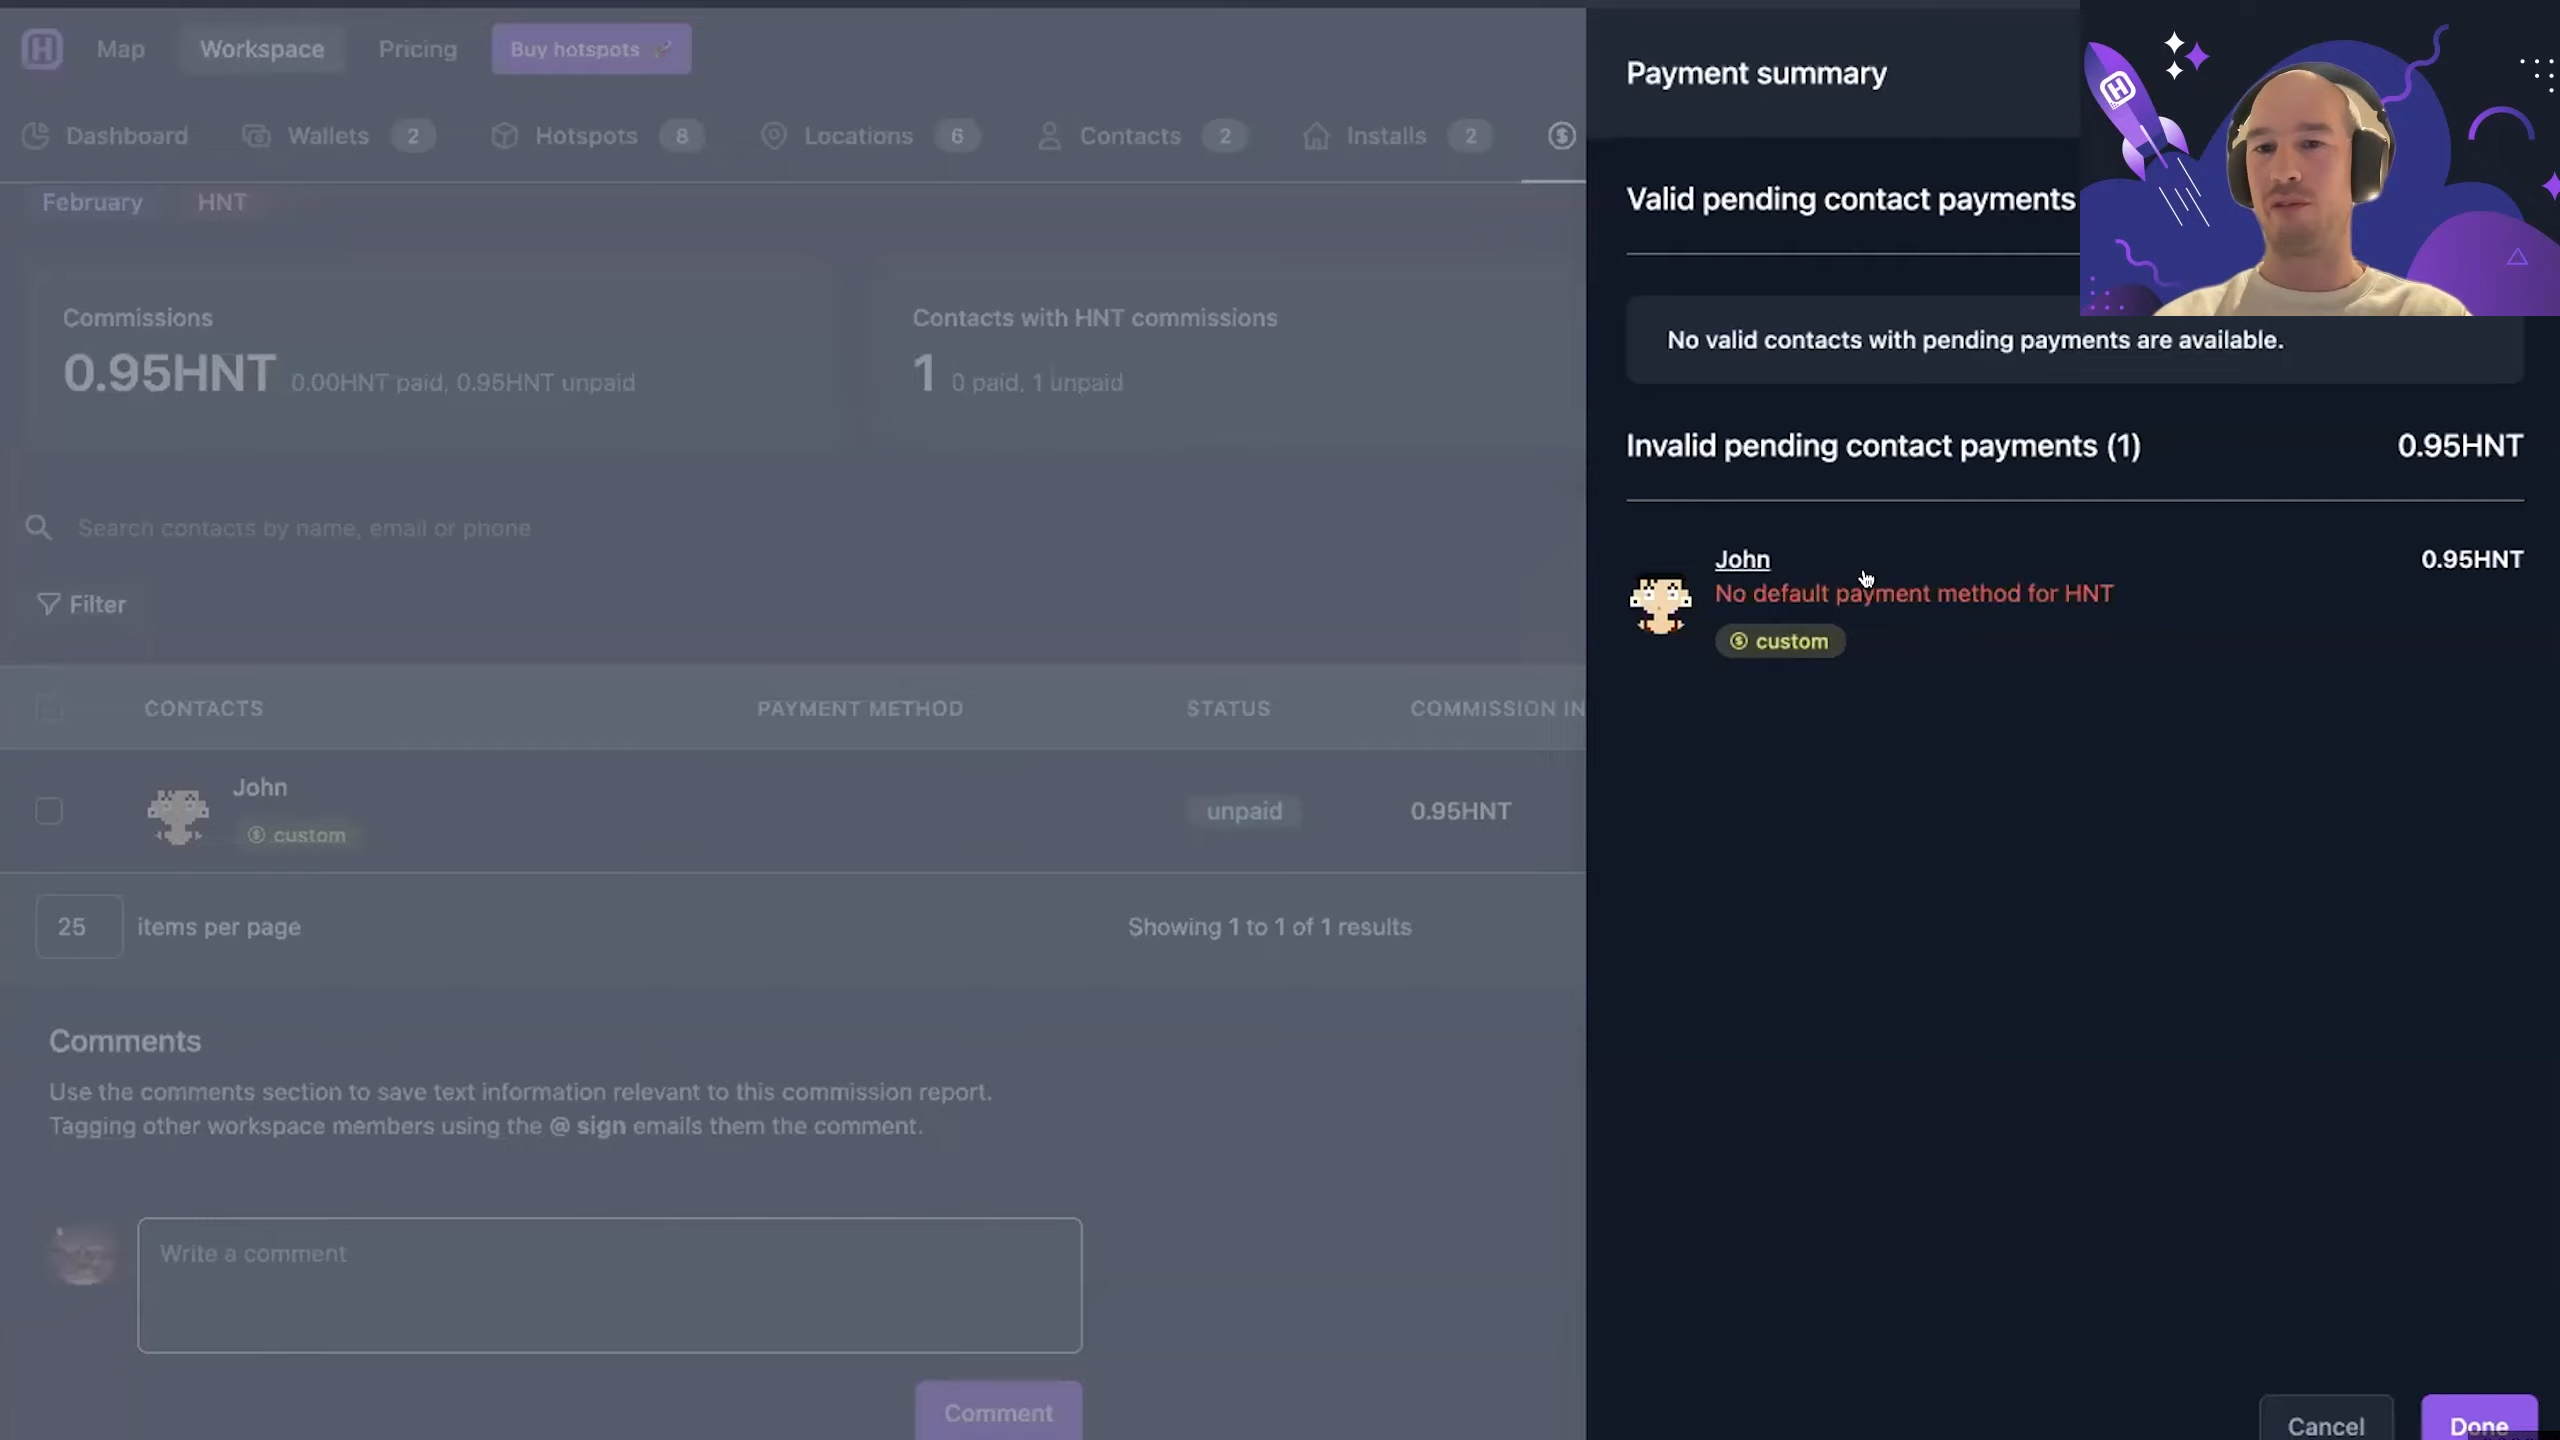 Map
Workspace
Pricing
Buy hotspots
Dashboard
Wallets 2
Hotspots 8
Locations 6
Contacts 2
Installs 2
February
HNT
Commissions
0.95HNT 0.00HNT paid, 0.95HNT unpaid
Contacts with HNT commissions
1 0 paid, 1 unpaid
Search contacts by name, email or phone
Filter
CONTACTS PAYMENT METHOD STATUS COMMISSION IN
John
custom
unpaid
0.95HNT
25 items per page
Showing 1 to 1 of 1 results
Comments
Use the comments section to save text information relevant to this commission report.
Tagging other workspace members using the @ sign emails them the comment.
Write a comment
Comment
Payment summary
Valid pending contact payments
No valid contacts with pending payments are available.
Invalid pending contact payments (1) 0.95HNT
John 0.95HNT
No default payment method for HNT
custom
Cancel
Done